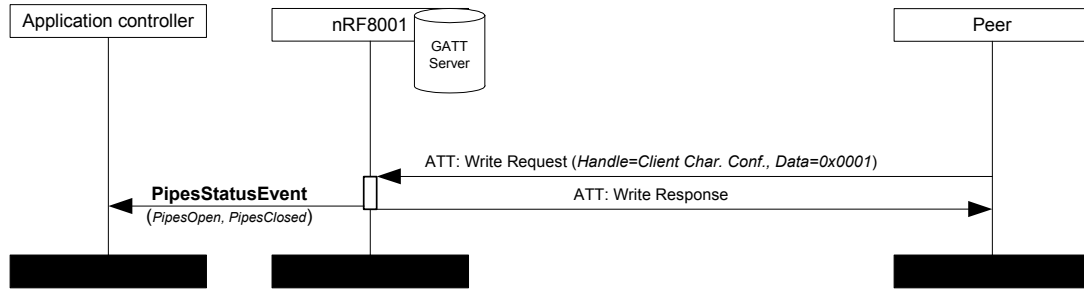 Application controller
nRF8001
GATT
Server
Peer
ATT: Write Request (Handle=Client Char. Conf., Data=0x0001)
PipesStatusEvent
(PipesOpen, PipesClosed)
ATT: Write Response